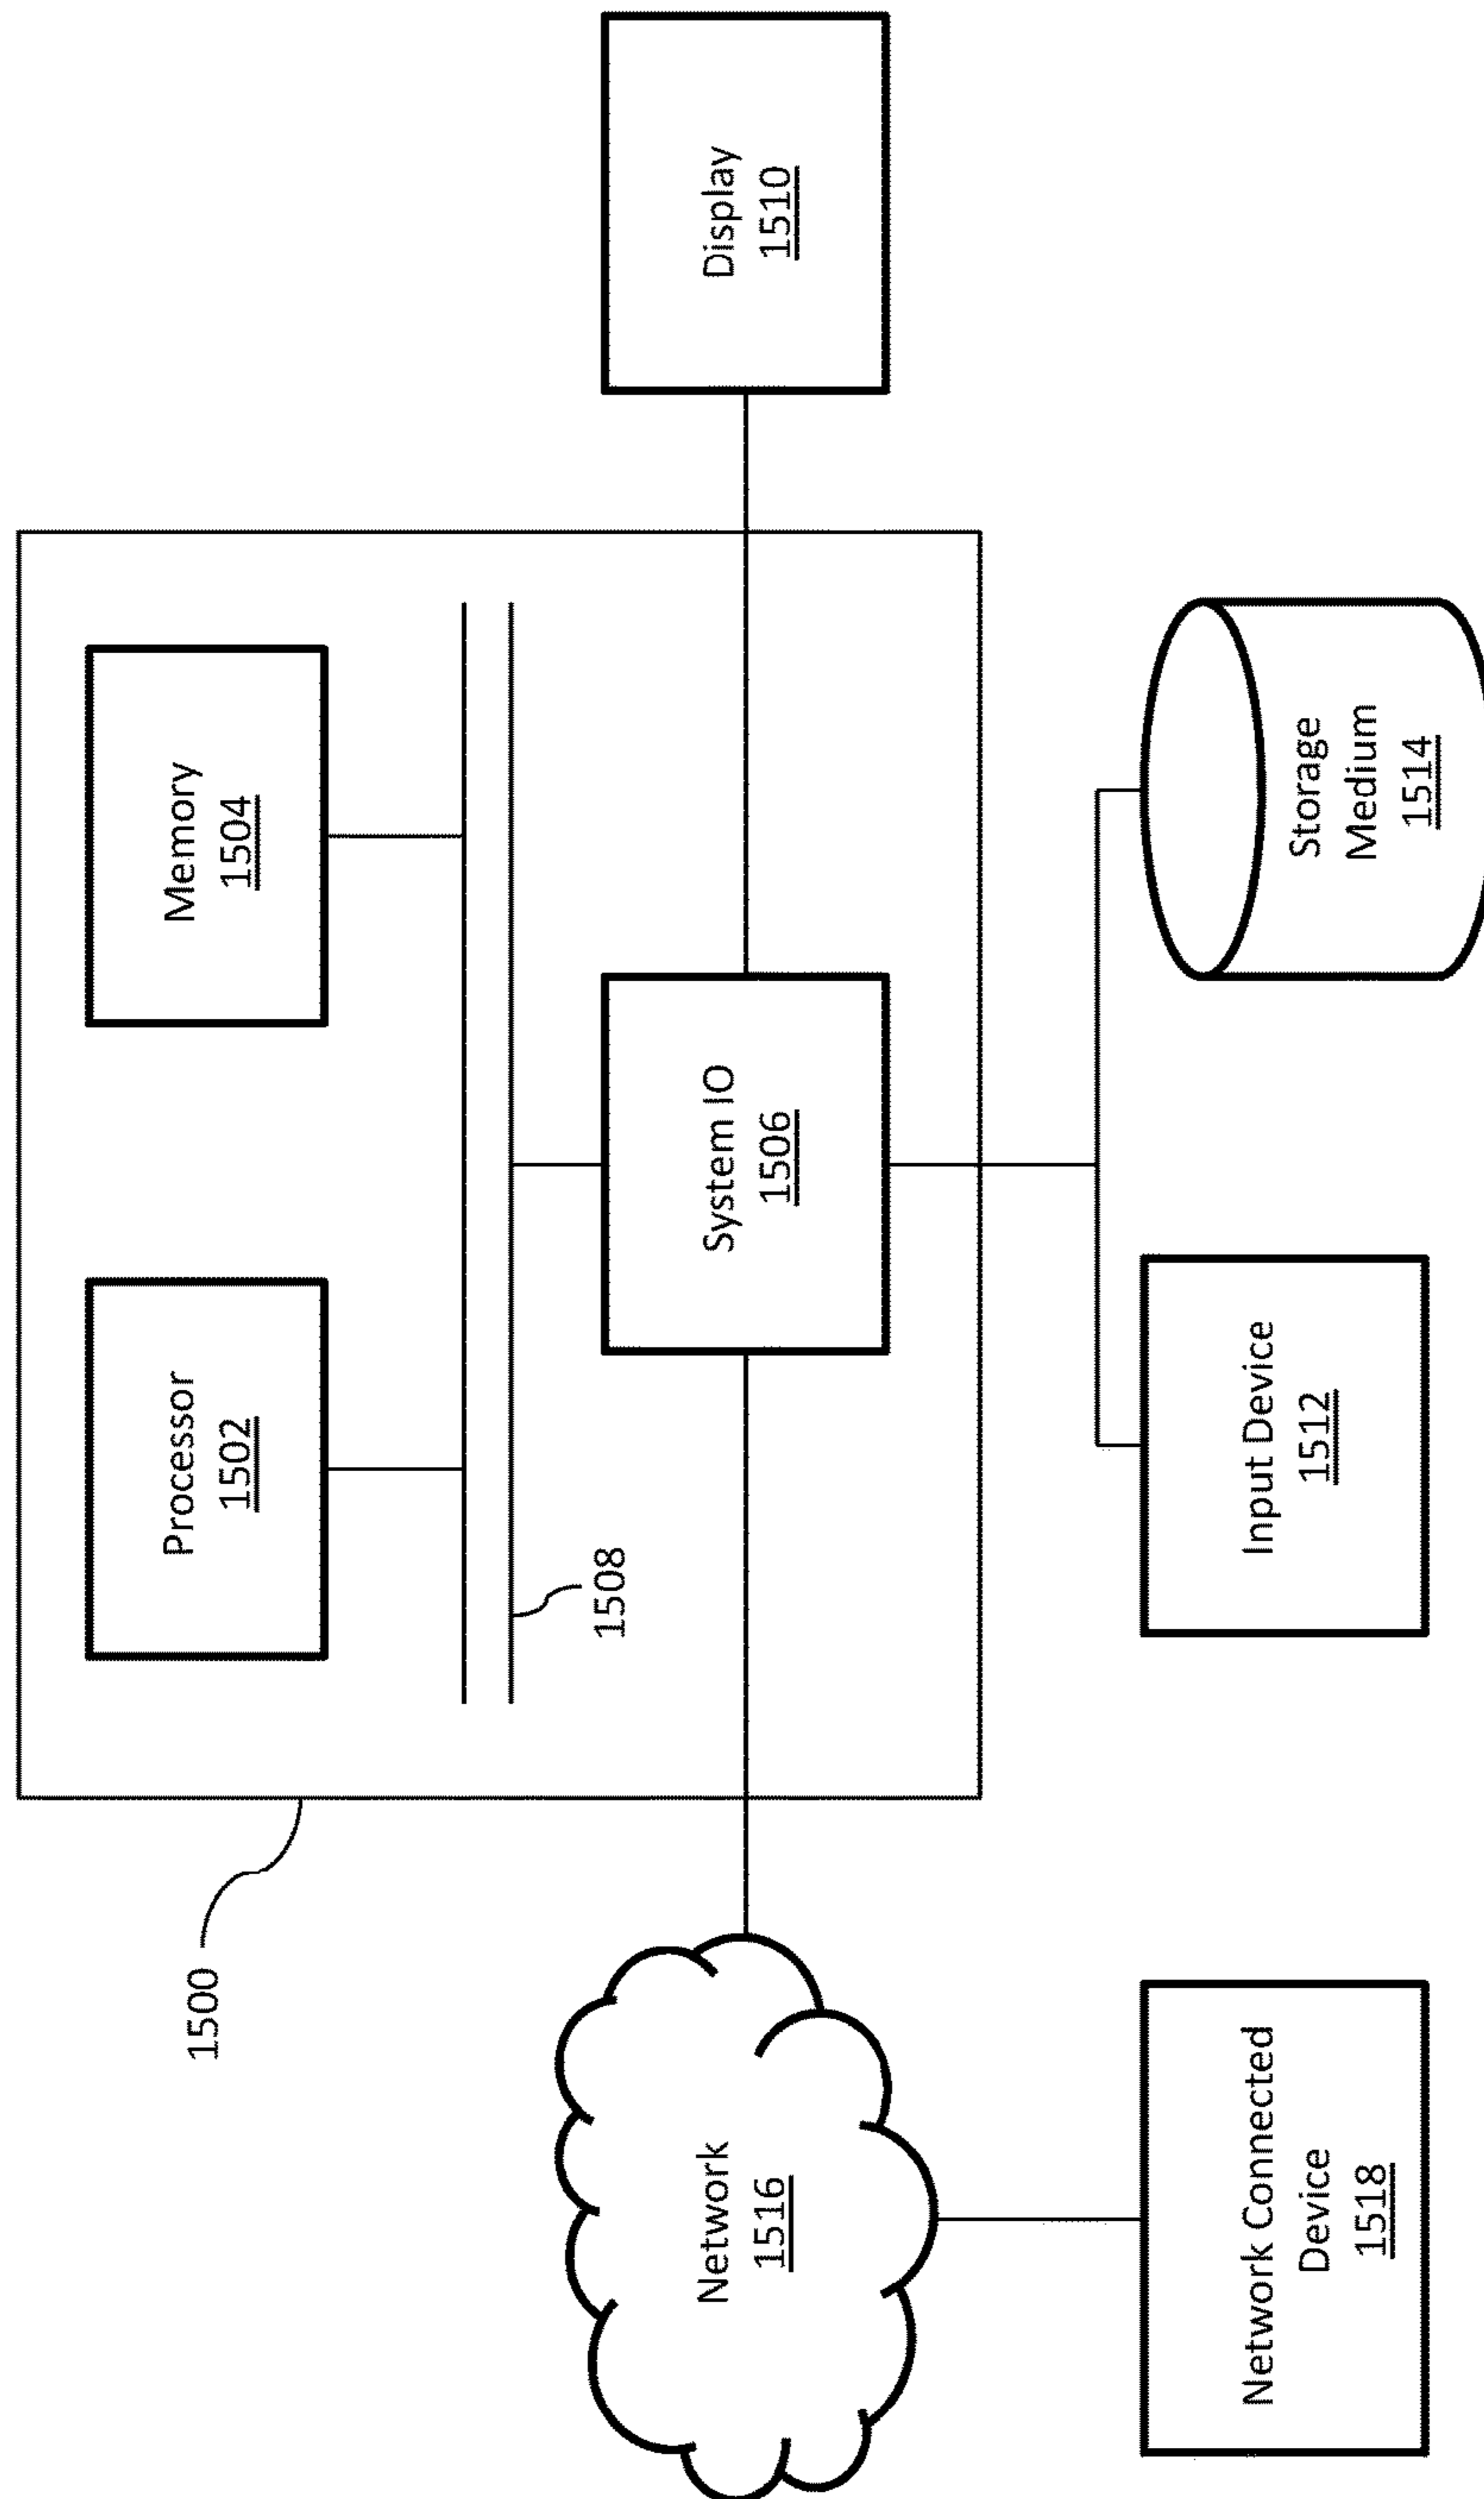 1500
Processor
1502
Memory
1504
1508
Network
1516
System IO
1506
Display
1510
Network Connected
Device
1518
Input Device
1512
Storage
Medium
1514